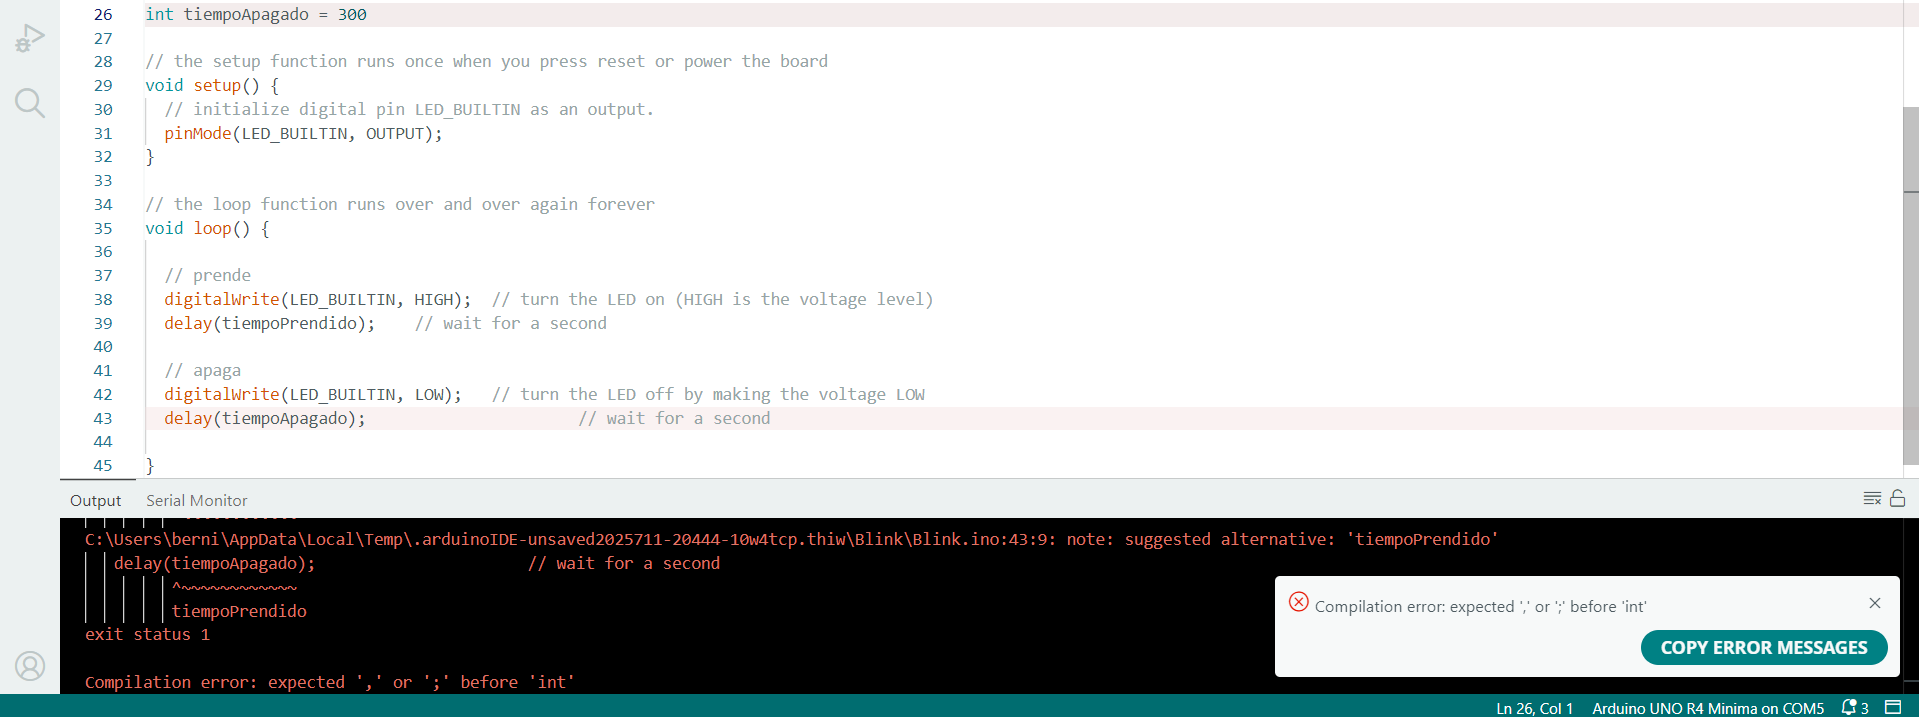 26 int tiempoApagado = 300
27
28 // the setup function runs once when you press reset or power the board
29 void setup() {
30 // initialize digital pin LED_BUILTIN as an output.
31 pinMode(LED_BUILTIN, OUTPUT);
32 }
33
34 // the loop function runs over and over again forever
35 void loop() {
36
37 // prende
38 digitalWrite(LED_BUILTIN, HIGH);  // turn the LED on (HIGH is the voltage level)
39 delay(tiempoPrendido);    // wait for a second
40
41 // apaga
42 digitalWrite(LED_BUILTIN, LOW);   // turn the LED off by making the voltage LOW
43 delay(tiempoApagado);                      // wait for a second
44
45 }
Output Serial Monitor
C:\Users\berni\AppData\Local\Temp\.arduinoIDE-unsaved2025711-20444-10w4tcp.thiw\Blink\Blink.ino:43:9: note: suggested alternative: 'tiempoPrendido'
delay(tiempoApagado);                      // wait for a second
^~~~~~~~~~~~~
tiempoPrendido
exit status 1
Compilation error: expected ',' or ';' before 'int'
Compilation error: expected ',' or ';' before 'int'
COPY ERROR MESSAGES
Ln 26, Col 1 Arduino UNO R4 Minima on COM5 3